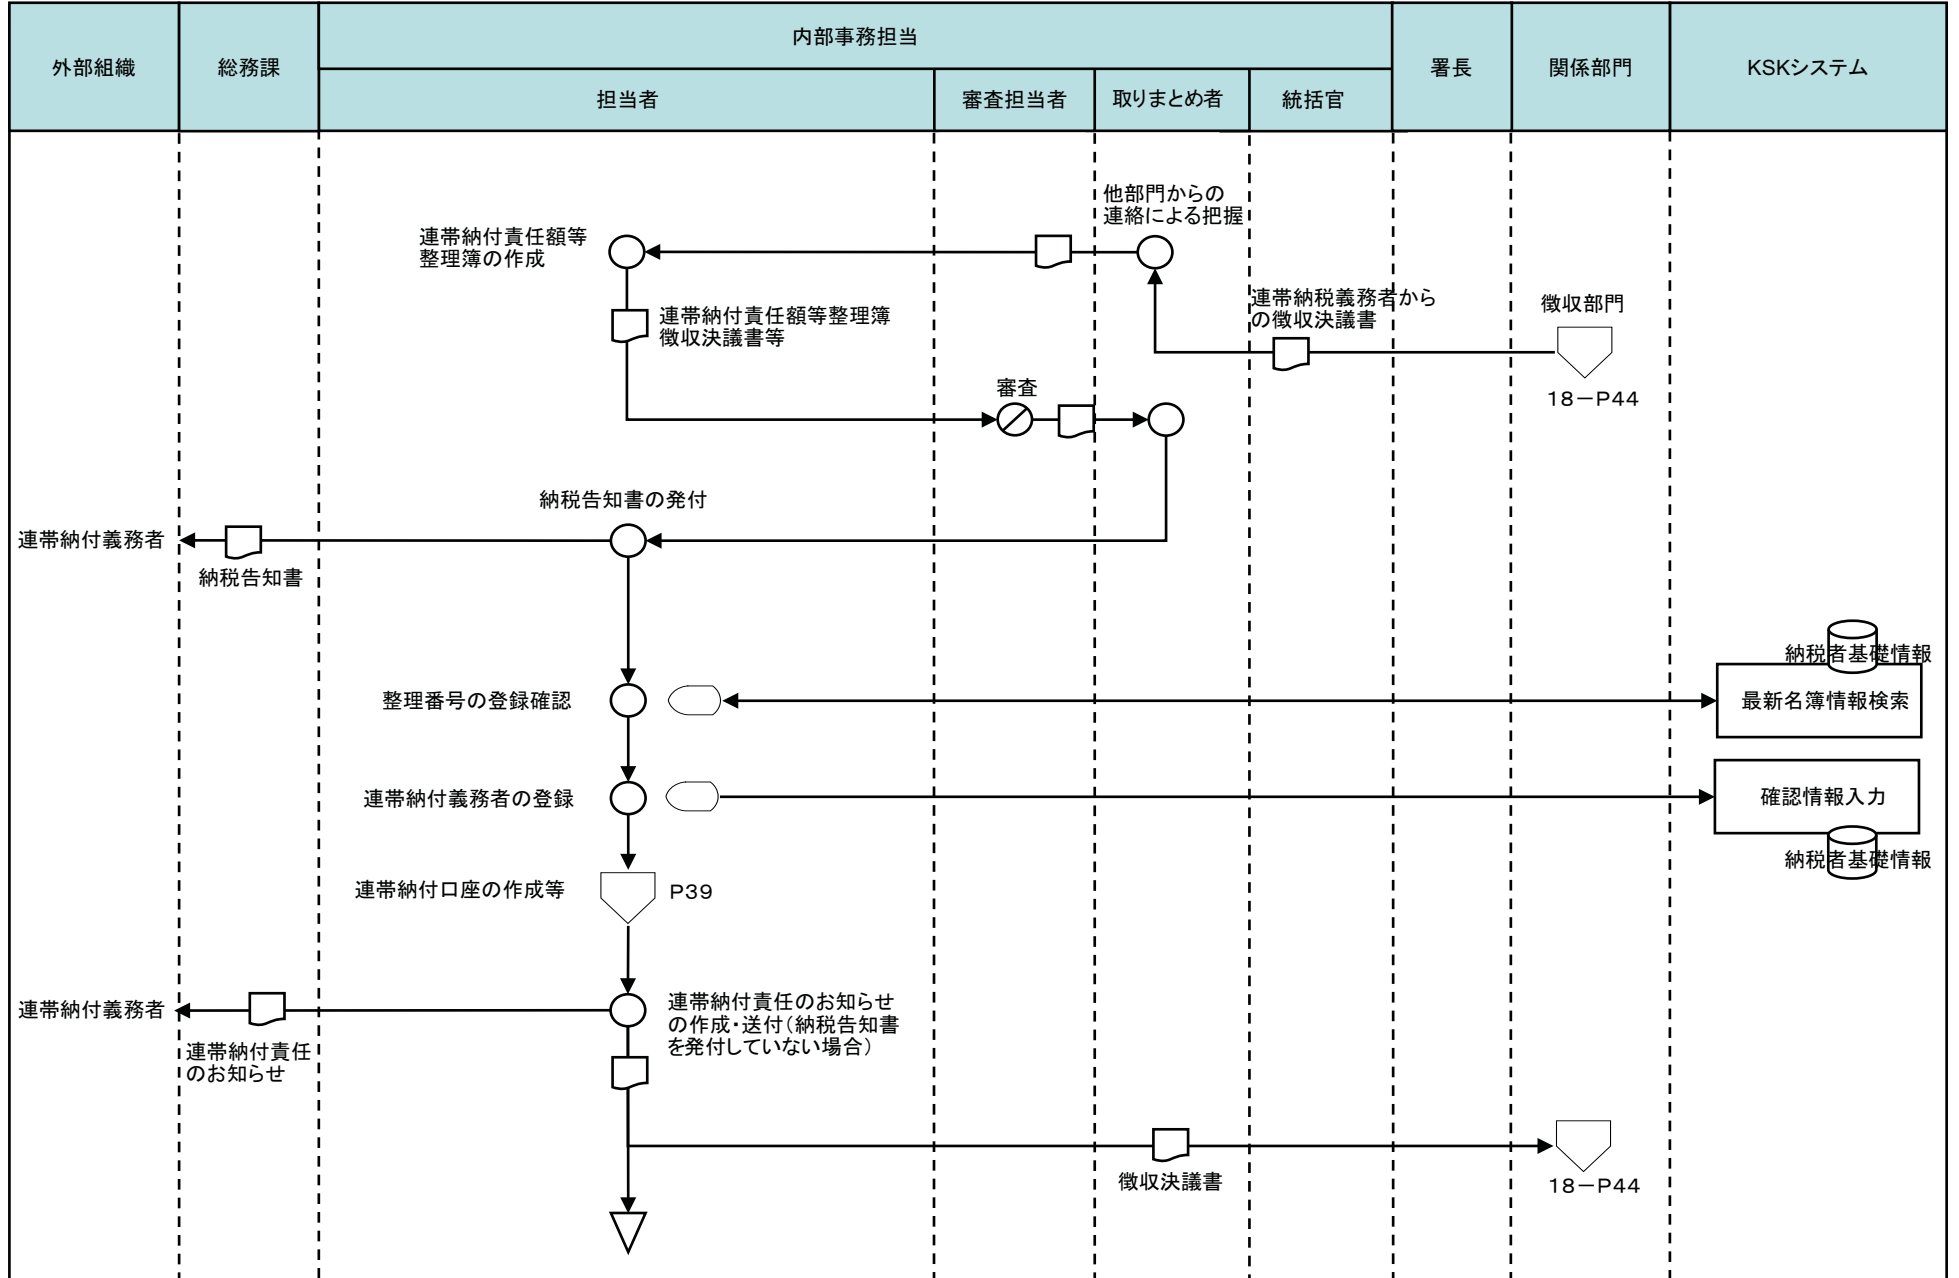 外部組織
総務課
内部事務担当
担当者
審査担当者
取りまとめ者
統括官
署長
関係部門
KSKシステム
他部門からの
連絡による把握
連帯納付責任額等
整理簿の作成
連帯納付責任額等整理簿
徴収決議書等
連帯納税義務者から
の徴収決議書
徴収部門
18－P44
審査
納税告知書の発付
連帯納付義務者
納税告知書
納税者基礎情報
整理番号の登録確認
最新名簿情報検索
連帯納付義務者の登録
確認情報入力
納税者基礎情報
連帯納付口座の作成等
P39
連帯納付義務者
連帯納付責任のお知らせ
の作成・送付（納税告知書
を発付していない場合）
連帯納付責任
のお知らせ
徴収決議書
18－P44